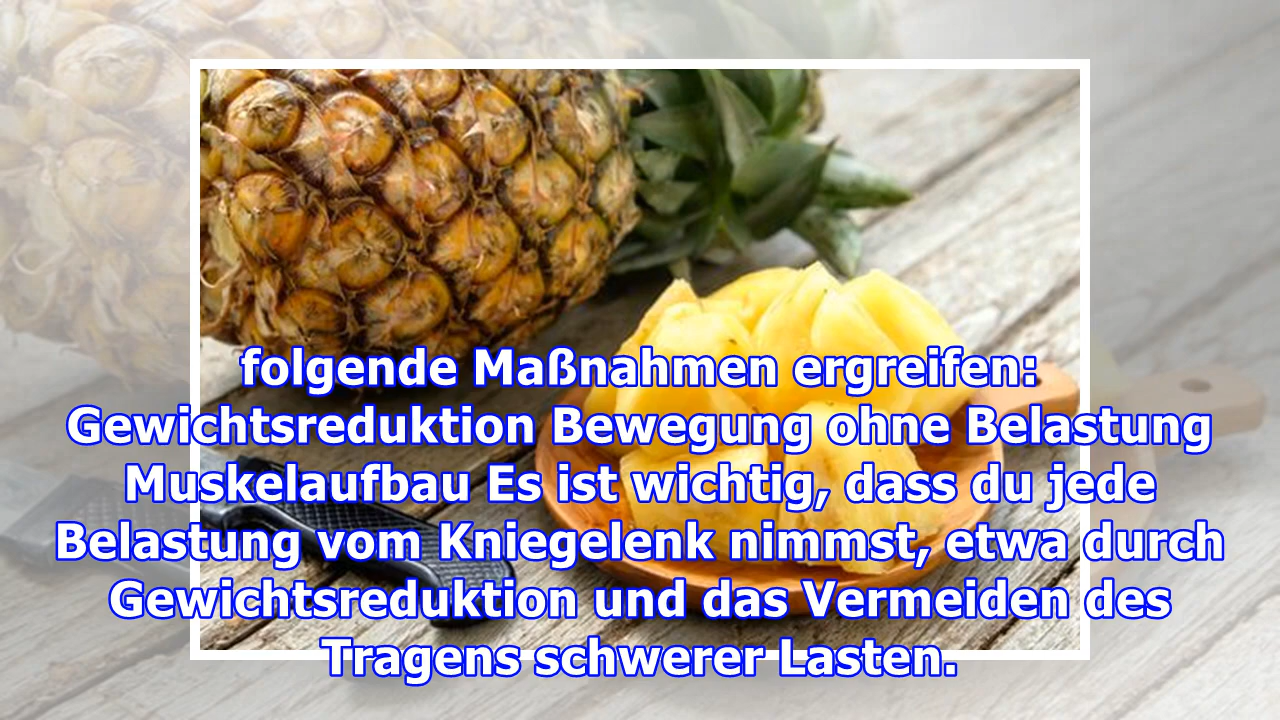 folgende Maßnahmen ergreifen:
Gewichtsreduktion Bewegung ohne Belastung
Muskelaufbau Es ist wichtig, dass du jede
Belastung vom Kniegelenk nimmst, etwa durch
Gewichtsreduktion und das Vermeiden des
Tragens schwerer Lasten.